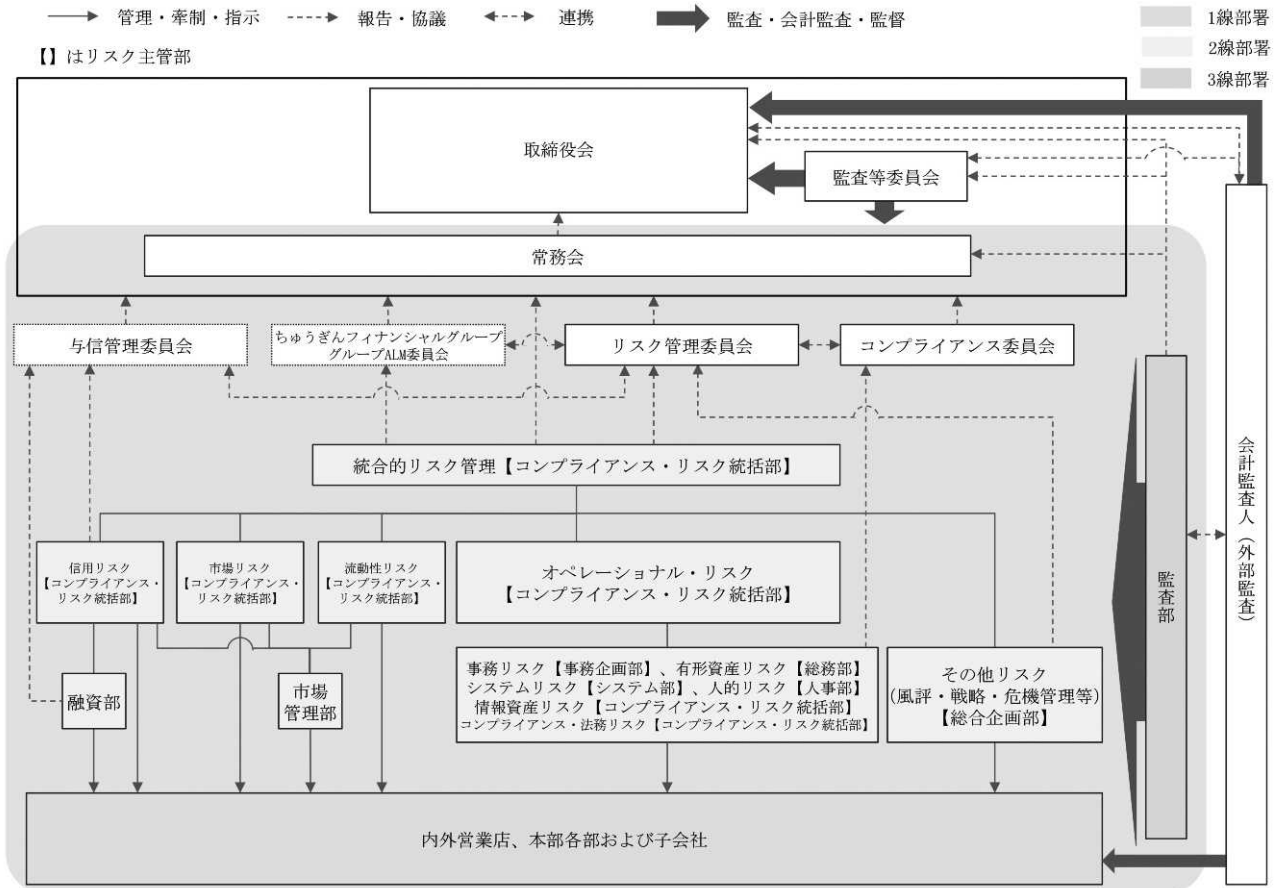 管理・牽制・指示
報告・協議
連携
監査・会計監査・監督
1線部署
2線部署
3線部署
【】はリスク主管部
取締役会
監査等委員会
常務会
与信管理委員会
ちゅうぎんフィナンシャルグループ
グループALM委員会
リスク管理委員会
コンプライアンス委員会
統合的リスク管理【コンプライアンス・リスク統括部】
信用リスク
【コンプライアンス・
リスク統括部】
市場リスク
【コンプライアンス・
リスク統括部】
流動性リスク
【コンプライアンス・
リスク統括部】
オペレーショナル・リスク
【コンプライアンス・リスク統括部】
融資部
市場
管理部
事務リスク【事務企画部】、有形資産リスク【総務部】
システムリスク【システム部】、人的リスク【人事部】
情報資産リスク【コンプライアンス・リスク統括部】
コンプライアンス・法務リスク【コンプライアンス・リスク統括部】
その他リスク
(風評・戦略・危機管理等)
【総合企画部】
監査部
会計監査人（外部監査）
内外営業店、本部各部および子会社